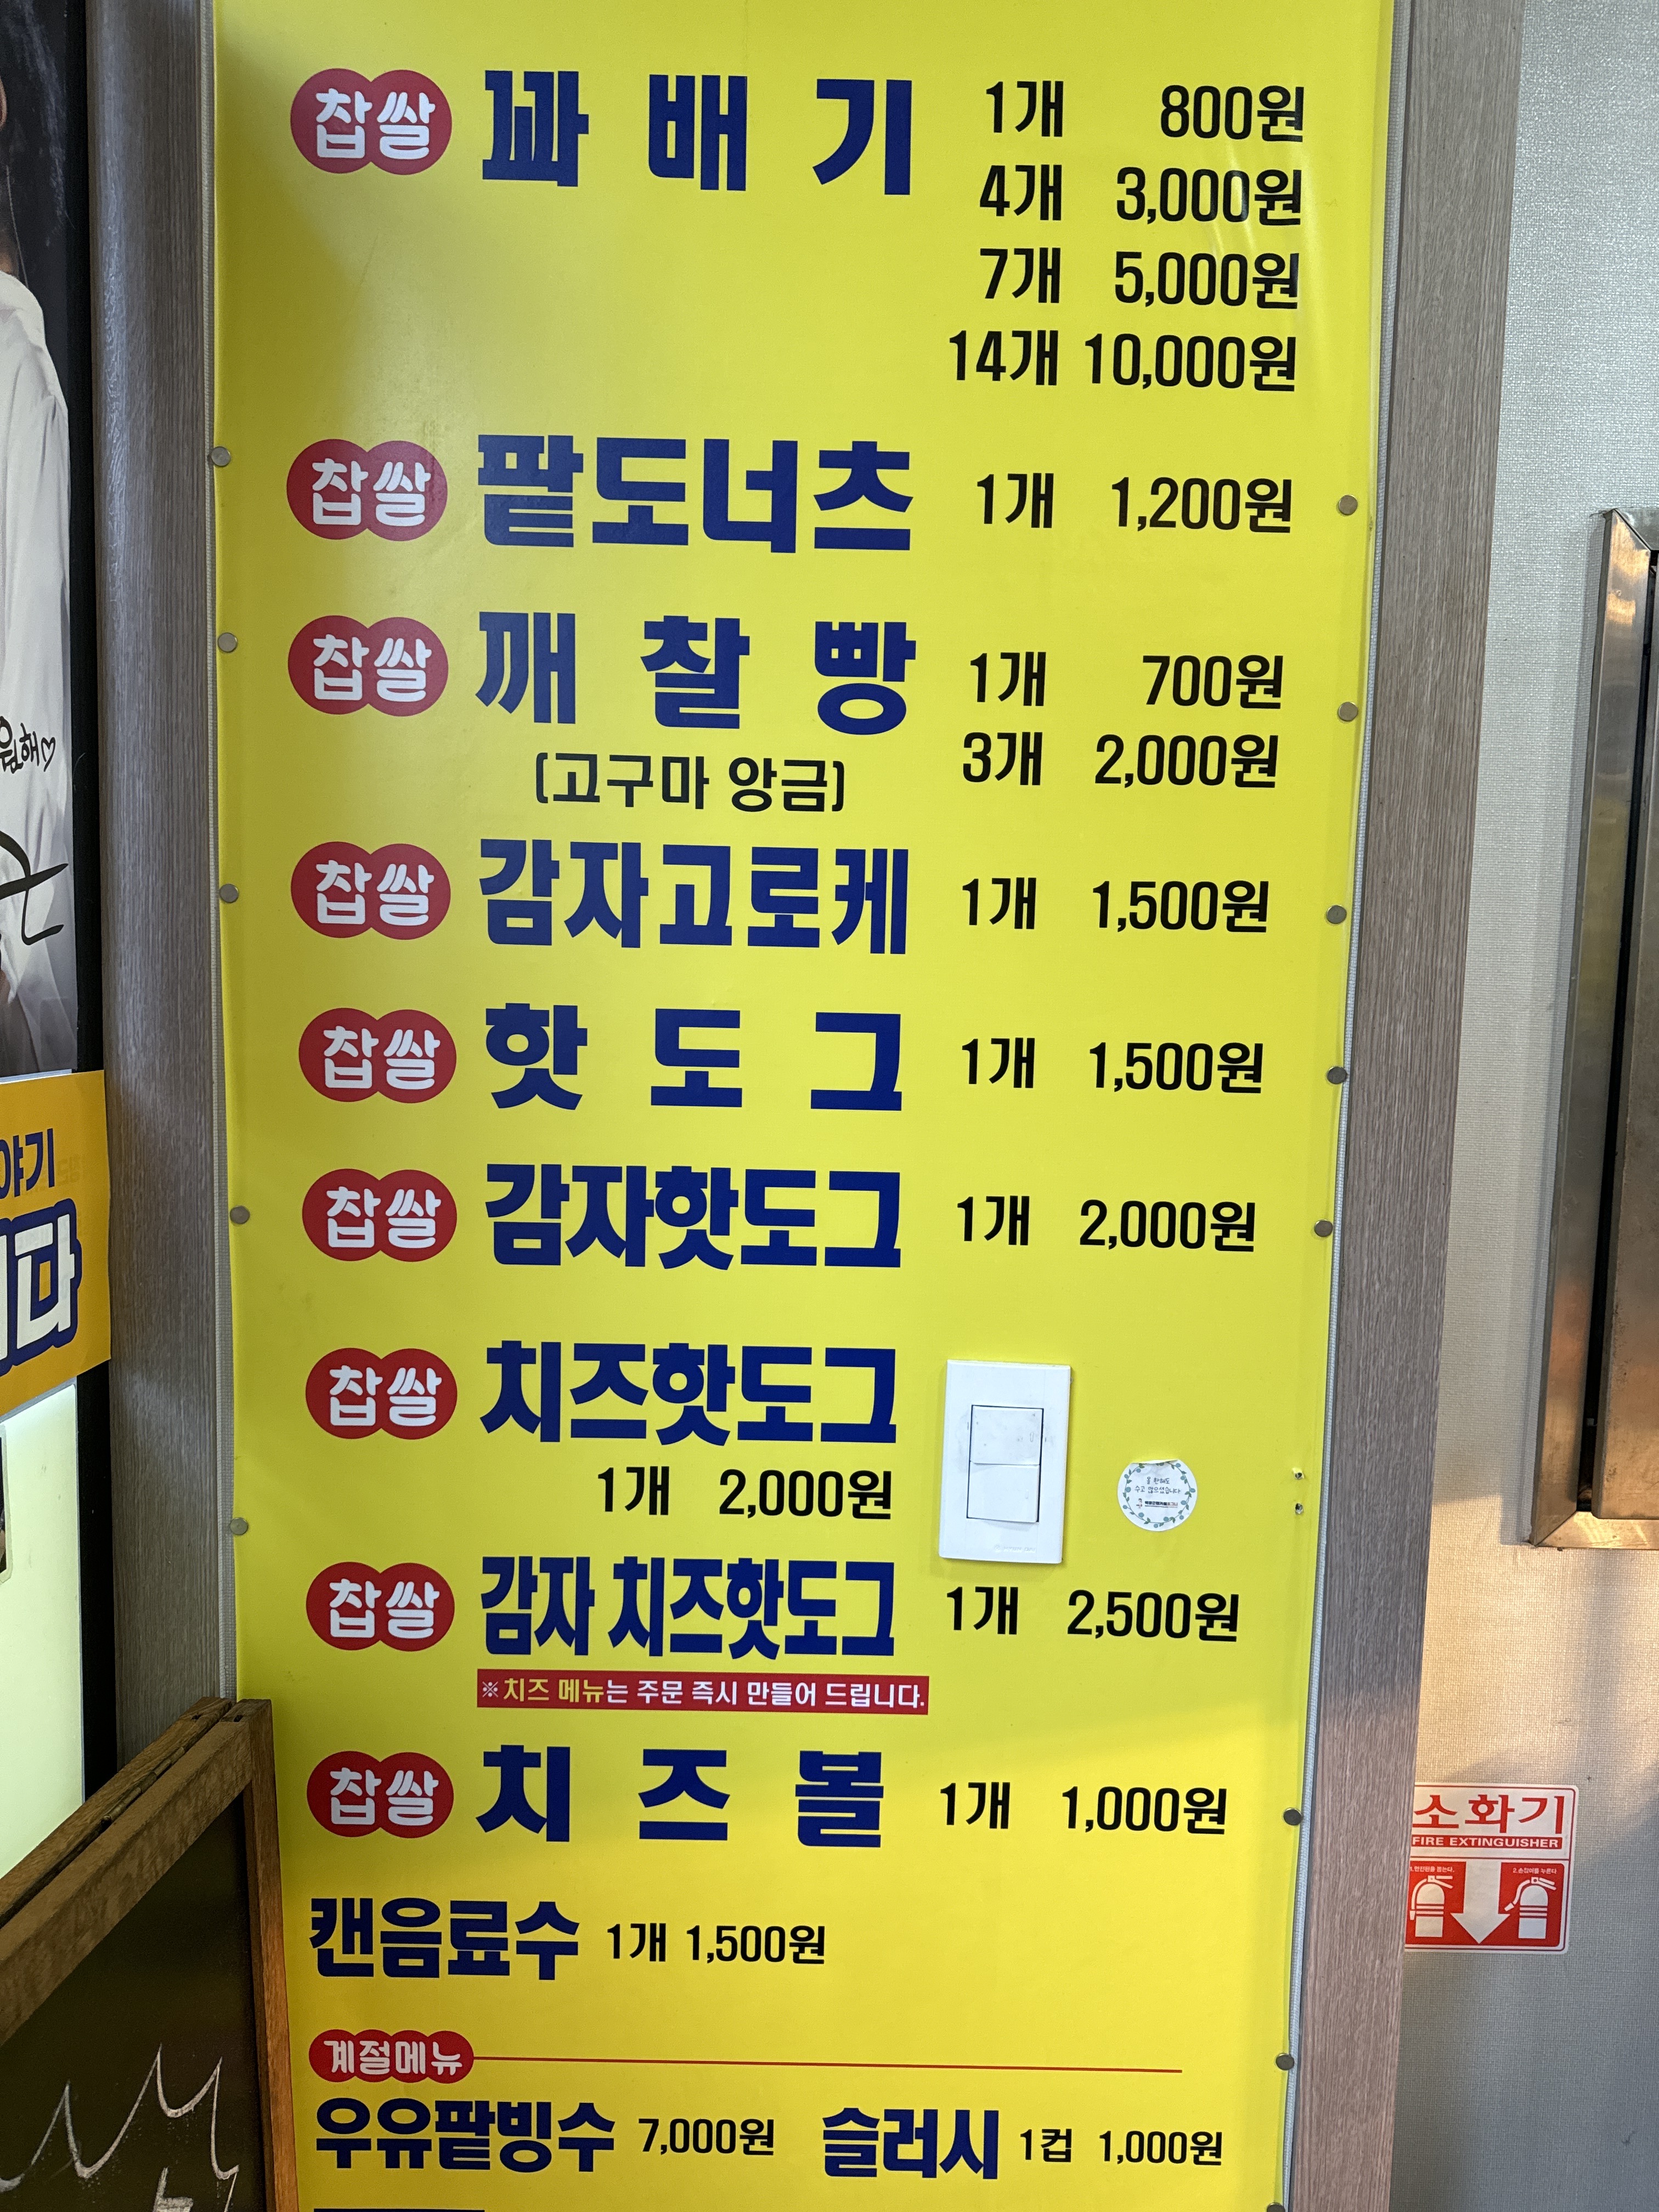 찹쌀 꽈배기 1개 800원
4개 3,000원
7개 5,000원
14개 10,000원
찹쌀 팥도너츠 1개 1,200원
찹쌀 깨찰빵 1개 700원
(고구마 앙금) 3개 2,000원
찹쌀 감자고로케 1개 1,500원
찹쌀 핫도그 1개 1,500원
찹쌀 감자핫도그 1개 2,000원
찹쌀 치즈핫도그
1개 2,000원
찹쌀 감자 치즈핫도그 1개 2,500원
※치즈 메뉴는 주문 즉시 만들어 드립니다.
찹쌀 치즈볼 1개 1,000원
캔음료수 1개 1,500원
계절메뉴
우유팥빙수 7,000원 슬러시 1컵 1,000원
야기
다
소화기
FIRE EXTINGUISHER